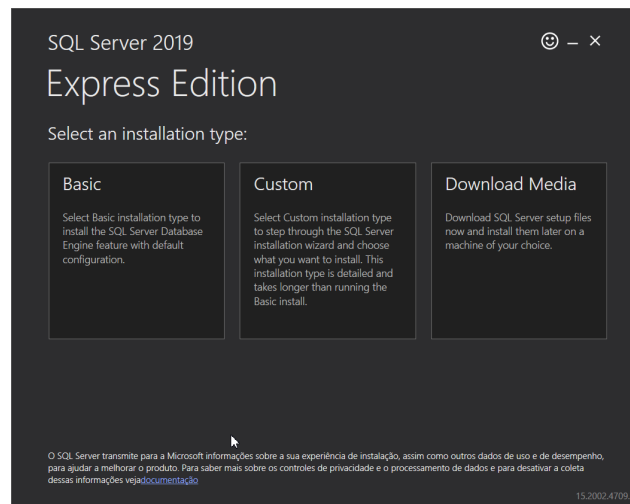 SQL Server 2019
Express Edition
Select an installation type:
Basic
Select Basic installation type to
install the SQL Server Database
Engine feature with default
configuration.
Custom
Select Custom installation type
to step through the SQL Server
installation wizard and choose
what you want to install. This
installation type is detailed and
takes longer than running the
Basic install.
Download Media
Download SQL Server setup files
now and install them later on a
machine of your choice.
O SQL Server transmite para a Microsoft informações sobre a sua experiência de instalação, assim como outros dados de uso e de desempenho,
para ajudar a melhorar o produto. Para saber mais sobre os controles de privacidade e o processamento de dados e para desativar a coleta
dessas informações vejadocumentação
15.2002.4709.